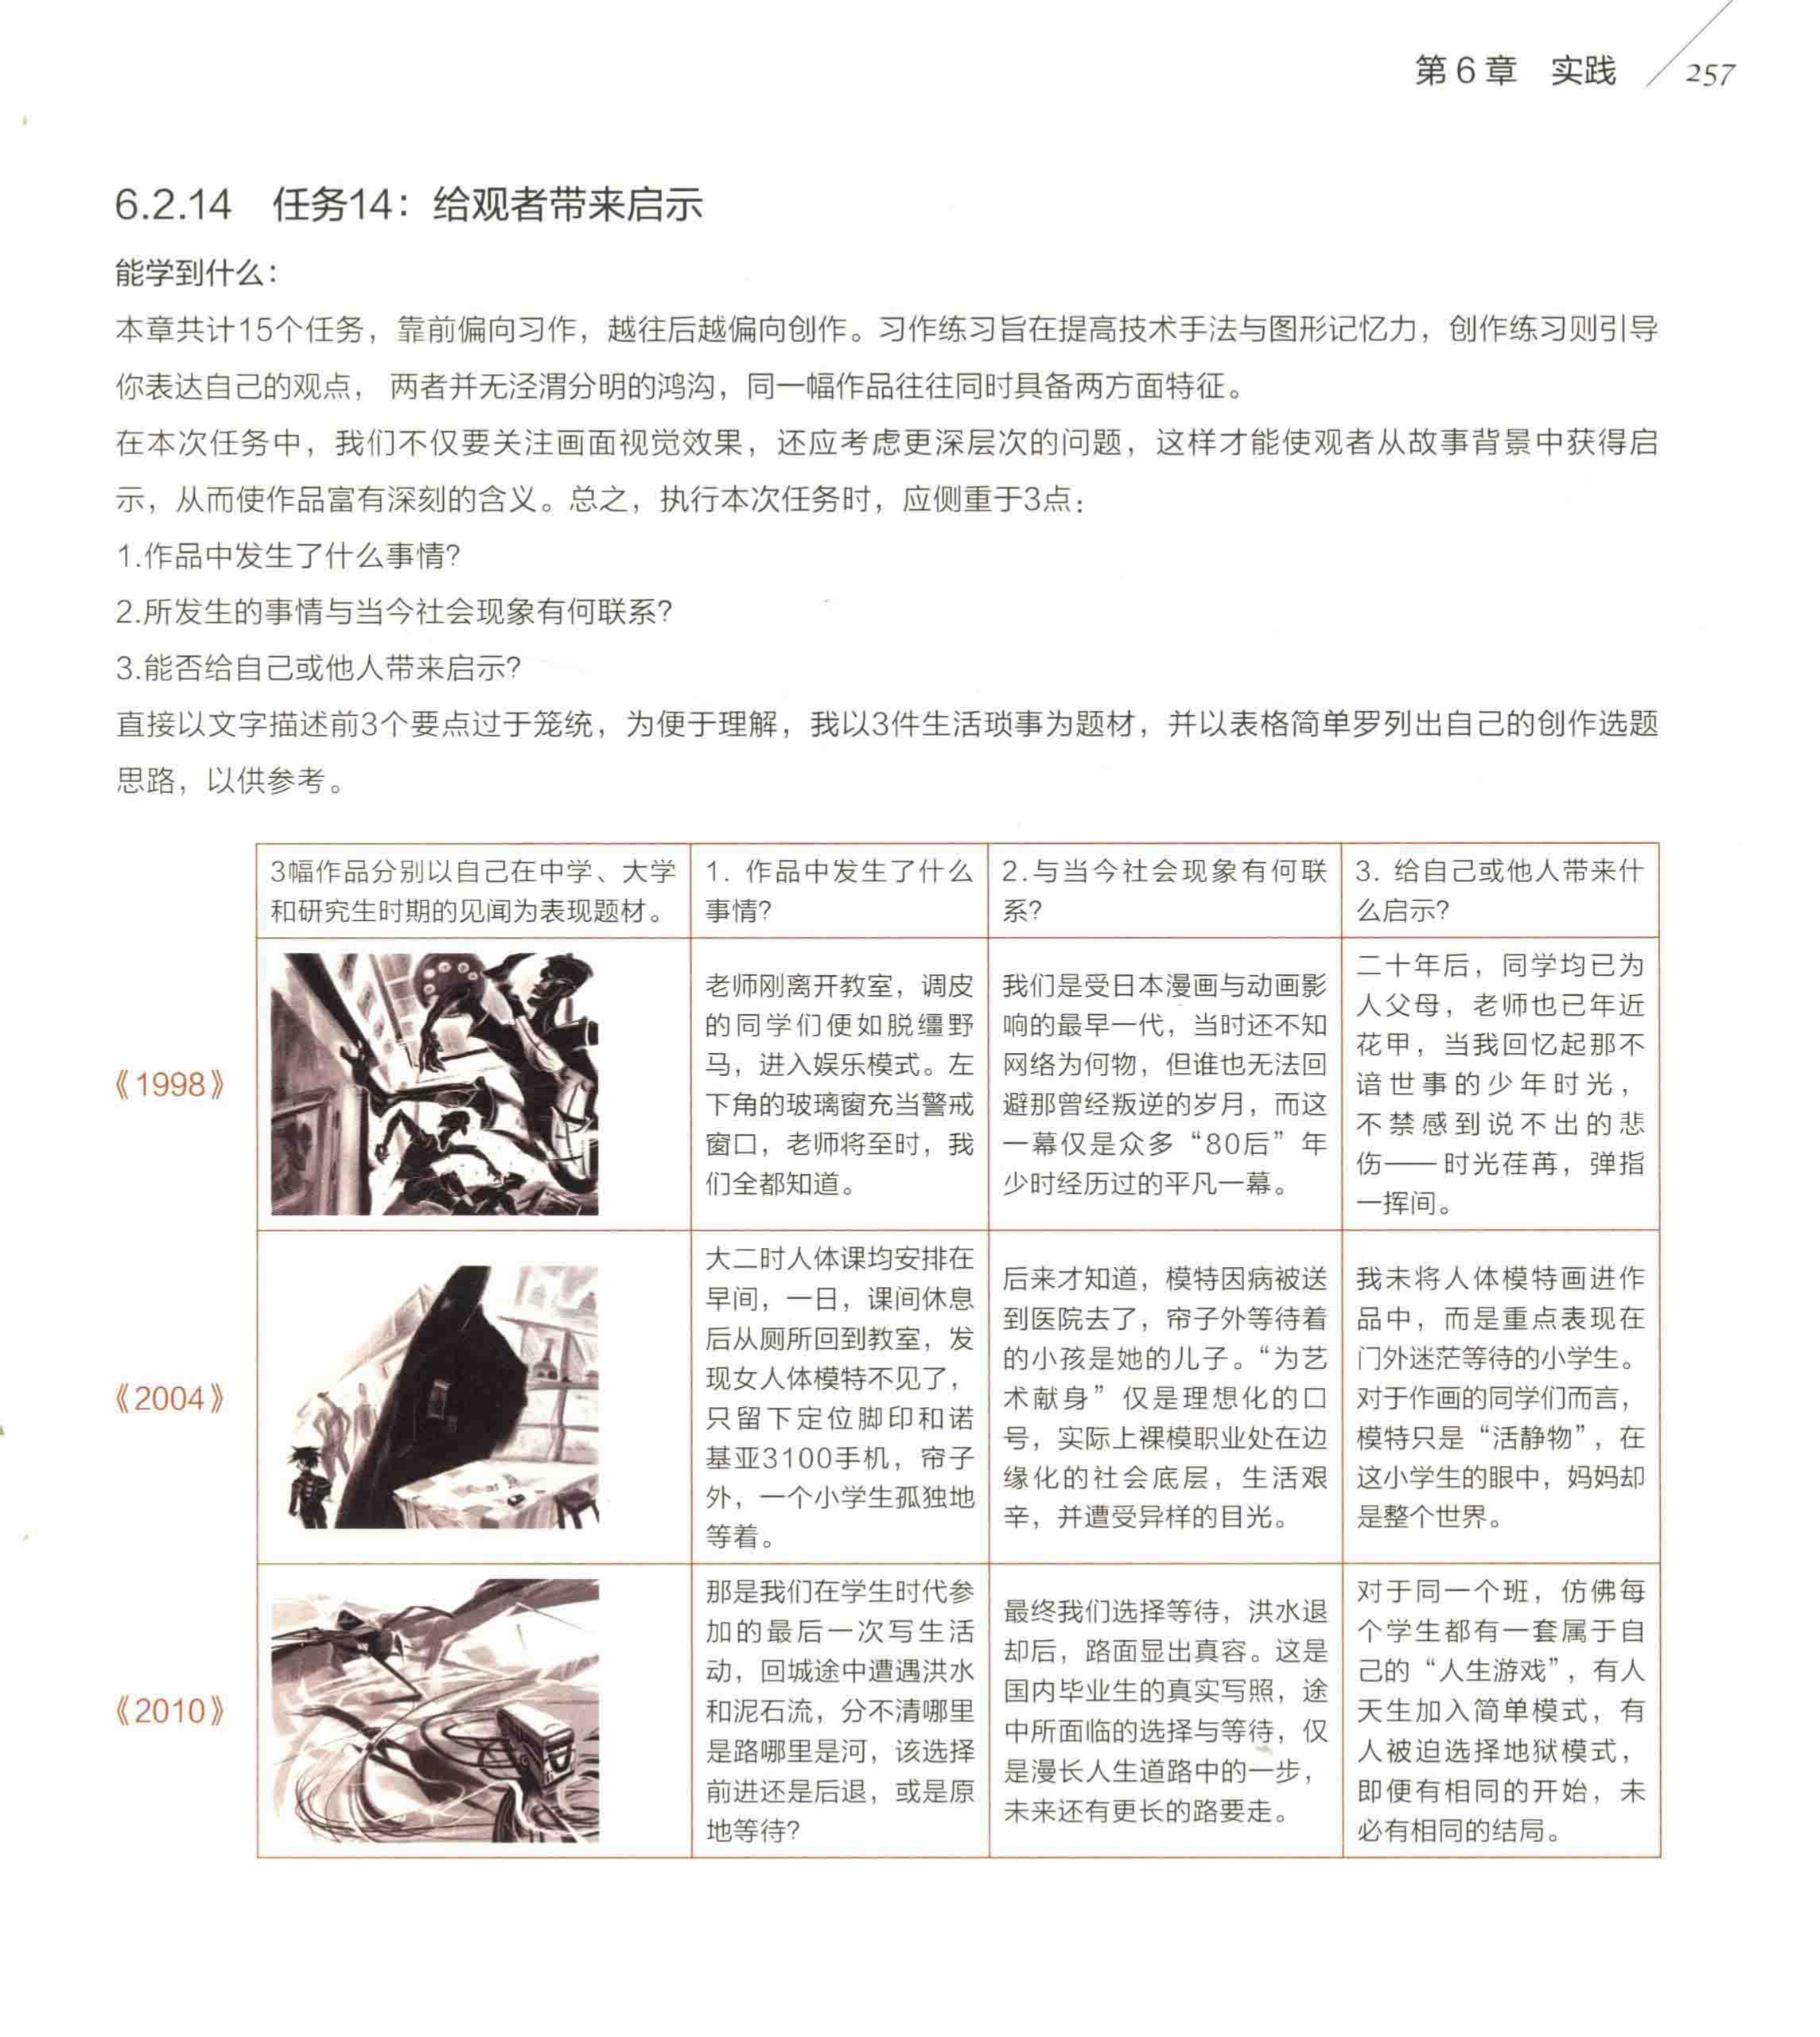 第6章 实践 257
6.2.14 任务14：给观者带来启示
能学到什么：
本章共计15个任务，靠前偏向习作，越往后越偏向创作。习作练习旨在提高技术手法与图形记忆力，创作练习则引导
你表达自己的观点， 两者并无泾渭分明的鸿沟，同一幅作品往往同时具备两方面特征。
在本次任务中，我们不仅要关注画面视觉效果，还应考虑更深层次的问题，这样才能使观者从故事背景中获得启
示，从而使作品富有深刻的含义。总之，执行本次任务时，应侧重于3点：
1.作品中发生了什么事情？
2.所发生的事情与当今社会现象有何联系？
3.能否给自己或他人带来启示？
直接以文字描述前3个要点过于笼统，为便于理解，我以3件生活琐事为题材，并以表格简单罗列出自己的创作选题
思路，以供参考。
3幅作品分别以自己在中学、大学
和研究生时期的见闻为表现题材。
1. 作品中发生了什么
事情？
2.与当今社会现象有何联
系？
3. 给自己或他人带来什
么启示？
《1998》
老师刚离开教室，调皮
的同学们便如脱缰野
马，进入娱乐模式。左
下角的玻璃窗充当警戒
窗口，老师将至时，我
们全都知道。
我们是受日本漫画与动画影
响的最早一代，当时还不知
网络为何物，但谁也无法回
避那曾经叛逆的岁月，而这
一幕仅是众多“80后”年
少时经历过的平凡一幕。
二十年后，同学均已为
人父母，老师也已年近
花甲，当我回忆起那不
谙世事的少年时光，
不禁感到说不出的悲
伤——时光荏苒，弹指
一挥间。
《2004》
大二时人体课均安排在
早间，一日，课间休息
后从厕所回到教室，发
现女人体模特不见了，
只留下定位脚印和诺
基亚3100手机，帘子
外，一个小学生孤独地
等着。
后来才知道，模特因病被送
到医院去了，帘子外等待着
的小孩是她的儿子。“为艺
术献身”仅是理想化的口
号，实际上裸模职业处在边
缘化的社会底层，生活艰
辛，并遭受异样的目光。
我未将人体模特画进作
品中，而是重点表现在
门外迷茫等待的小学生。
对于作画的同学们而言，
模特只是“活静物”，在
这小学生的眼中，妈妈却
是整个世界。
《2010》
那是我们在学生时代参
加的最后一次写生活
动，回城途中遭遇洪水
和泥石流，分不清哪里
是路哪里是河，该选择
前进还是后退，或是原
地等待？
最终我们选择等待，洪水退
却后，路面显出真容。这是
国内毕业生的真实写照，途
中所面临的选择与等待，仅
是漫长人生道路中的一步，
未来还有更长的路要走。
对于同一个班，仿佛每
个学生都有一套属于自
己的“人生游戏”，有人
天生加入简单模式，有
人被迫选择地狱模式，
即便有相同的开始，未
必有相同的结局。